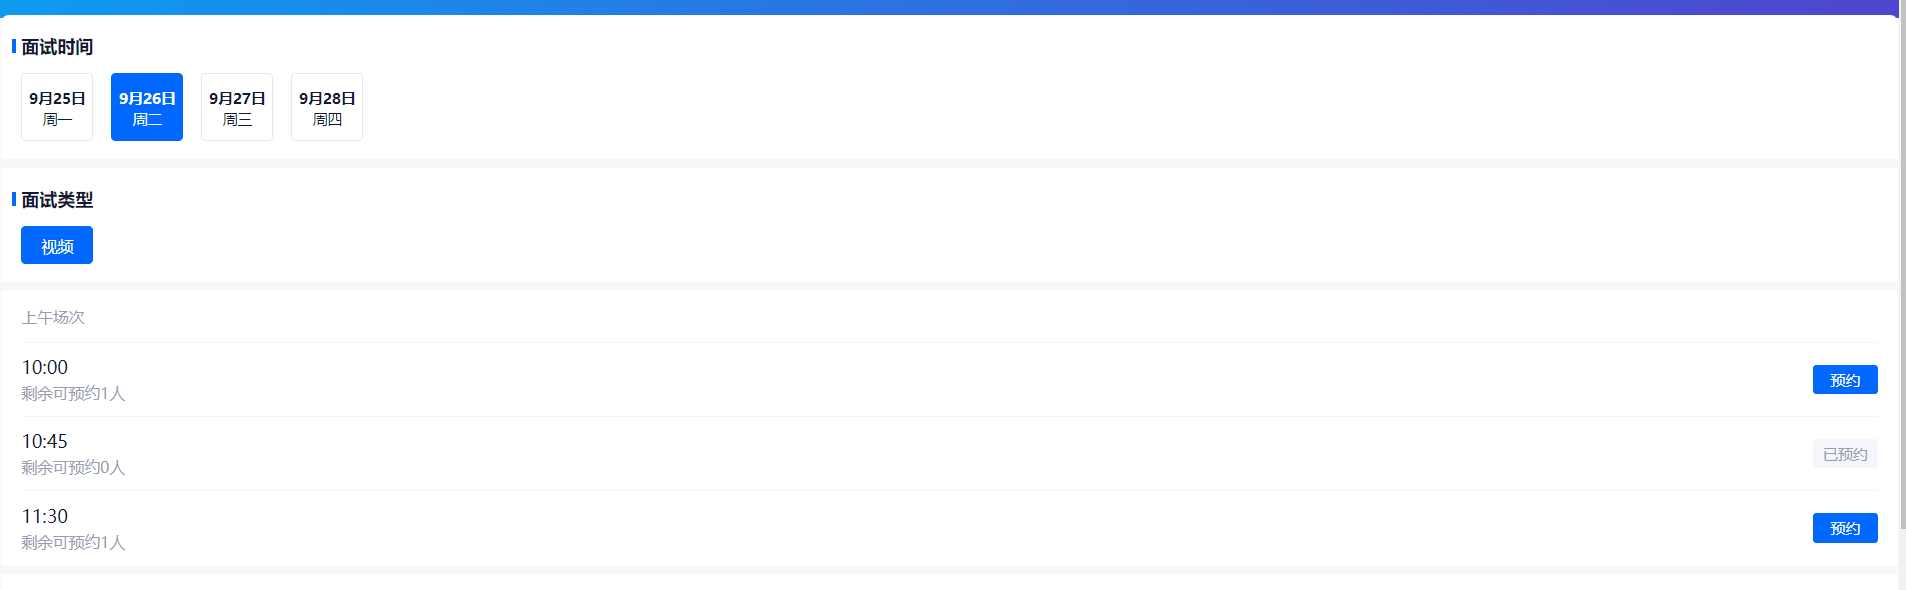 面试时间
9月25日 9月26日 9月27日 9月28日
周一 周二 周三 周四
面试类型
视频
上午场次
10:00
剩余可预约1人
预约
10:45
剩余可预约0人
已预约
11:30
剩余可预约1人
预约